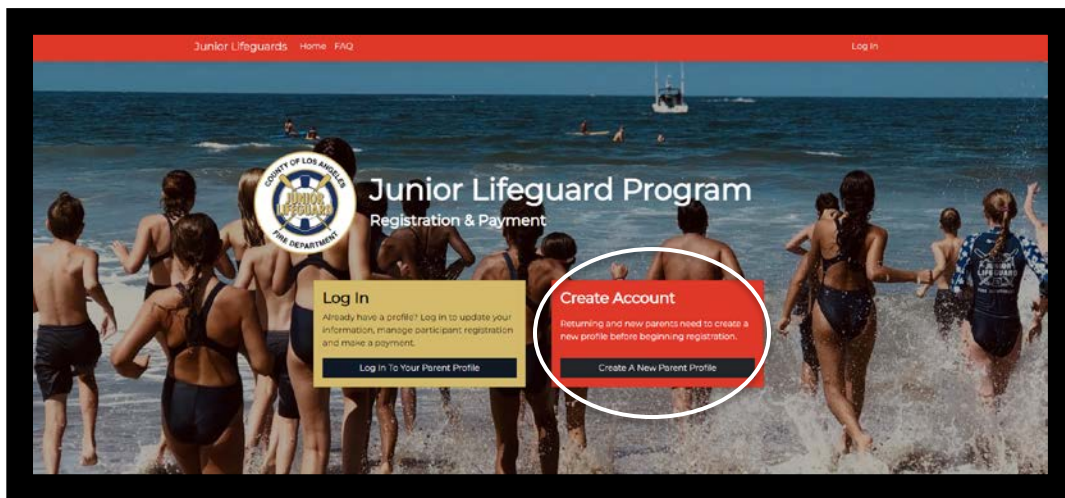 Junior Lifeguards Home FAQ Log In
COUNTY OF LOS ANGELES
JUNIOR
LIFEGUARD
FIRE DEPARTMENT
Junior Lifeguard Program
Registration & Payment
Log In
Already have a profile? Log in to update your
information, manage participant registration
and make a payment.
Log In To Your Parent Profile
Create Account
Returning and new parents need to create a
new profile before beginning registration.
Create A New Parent Profile
JUNIOR
LIFEGUARD